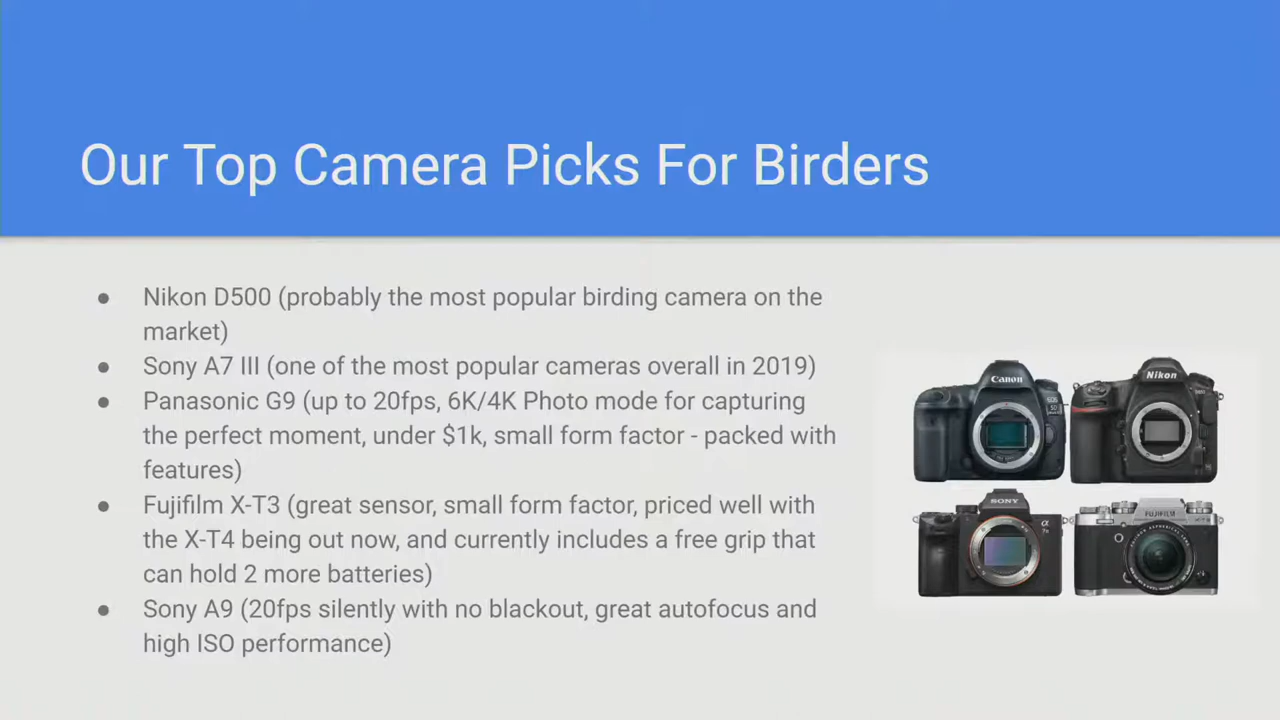 Our Top Camera Picks For Birders
● Nikon D500 (probably the most popular birding camera on the
market)
● Sony A7 III (one of the most popular cameras overall in 2019)
● Panasonic G9 (up to 20fps, 6K/4K Photo mode for capturing
the perfect moment, under $1k, small form factor - packed with
features)
● Fujifilm X-T3 (great sensor, small form factor, priced well with
the X-T4 being out now, and currently includes a free grip that
can hold 2 more batteries)
● Sony A9 (20fps silently with no blackout, great autofocus and
high ISO performance)
Canon
EOS
5D
Nikon
SONY
FUJIFILM